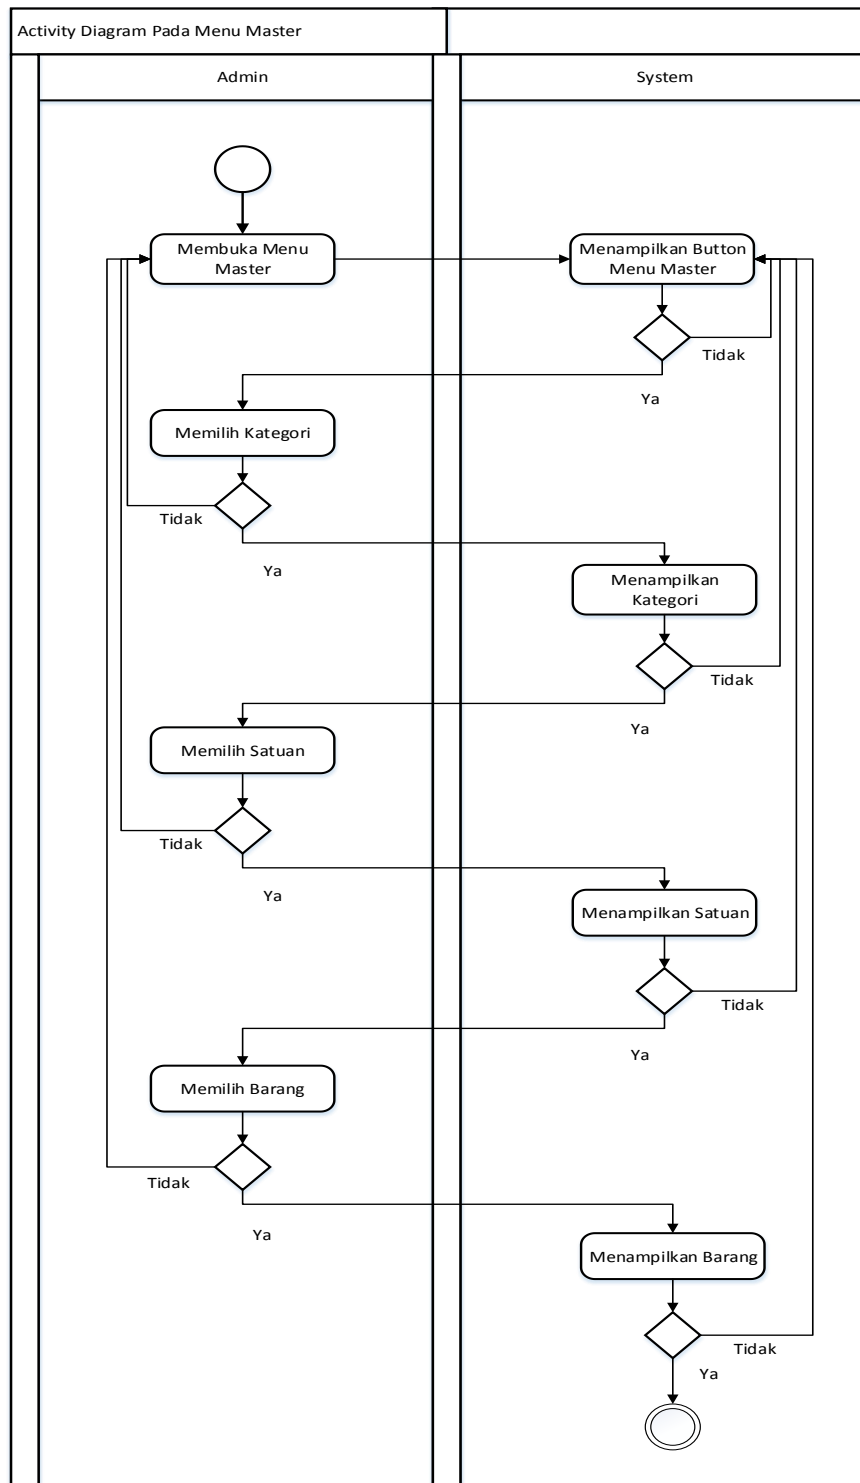 Activity Diagram Pada Menu Master
Admin
System
Membuka Menu
Master
Menampilkan Button
Menu Master
Tidak
Ya
Memilih Kategori
Tidak
Ya
Menampilkan
Kategori
Tidak
Ya
Memilih Satuan
Tidak
Ya
Menampilkan Satuan
Tidak
Ya
Memilih Barang
Tidak
Ya
Menampilkan Barang
Tidak
Ya